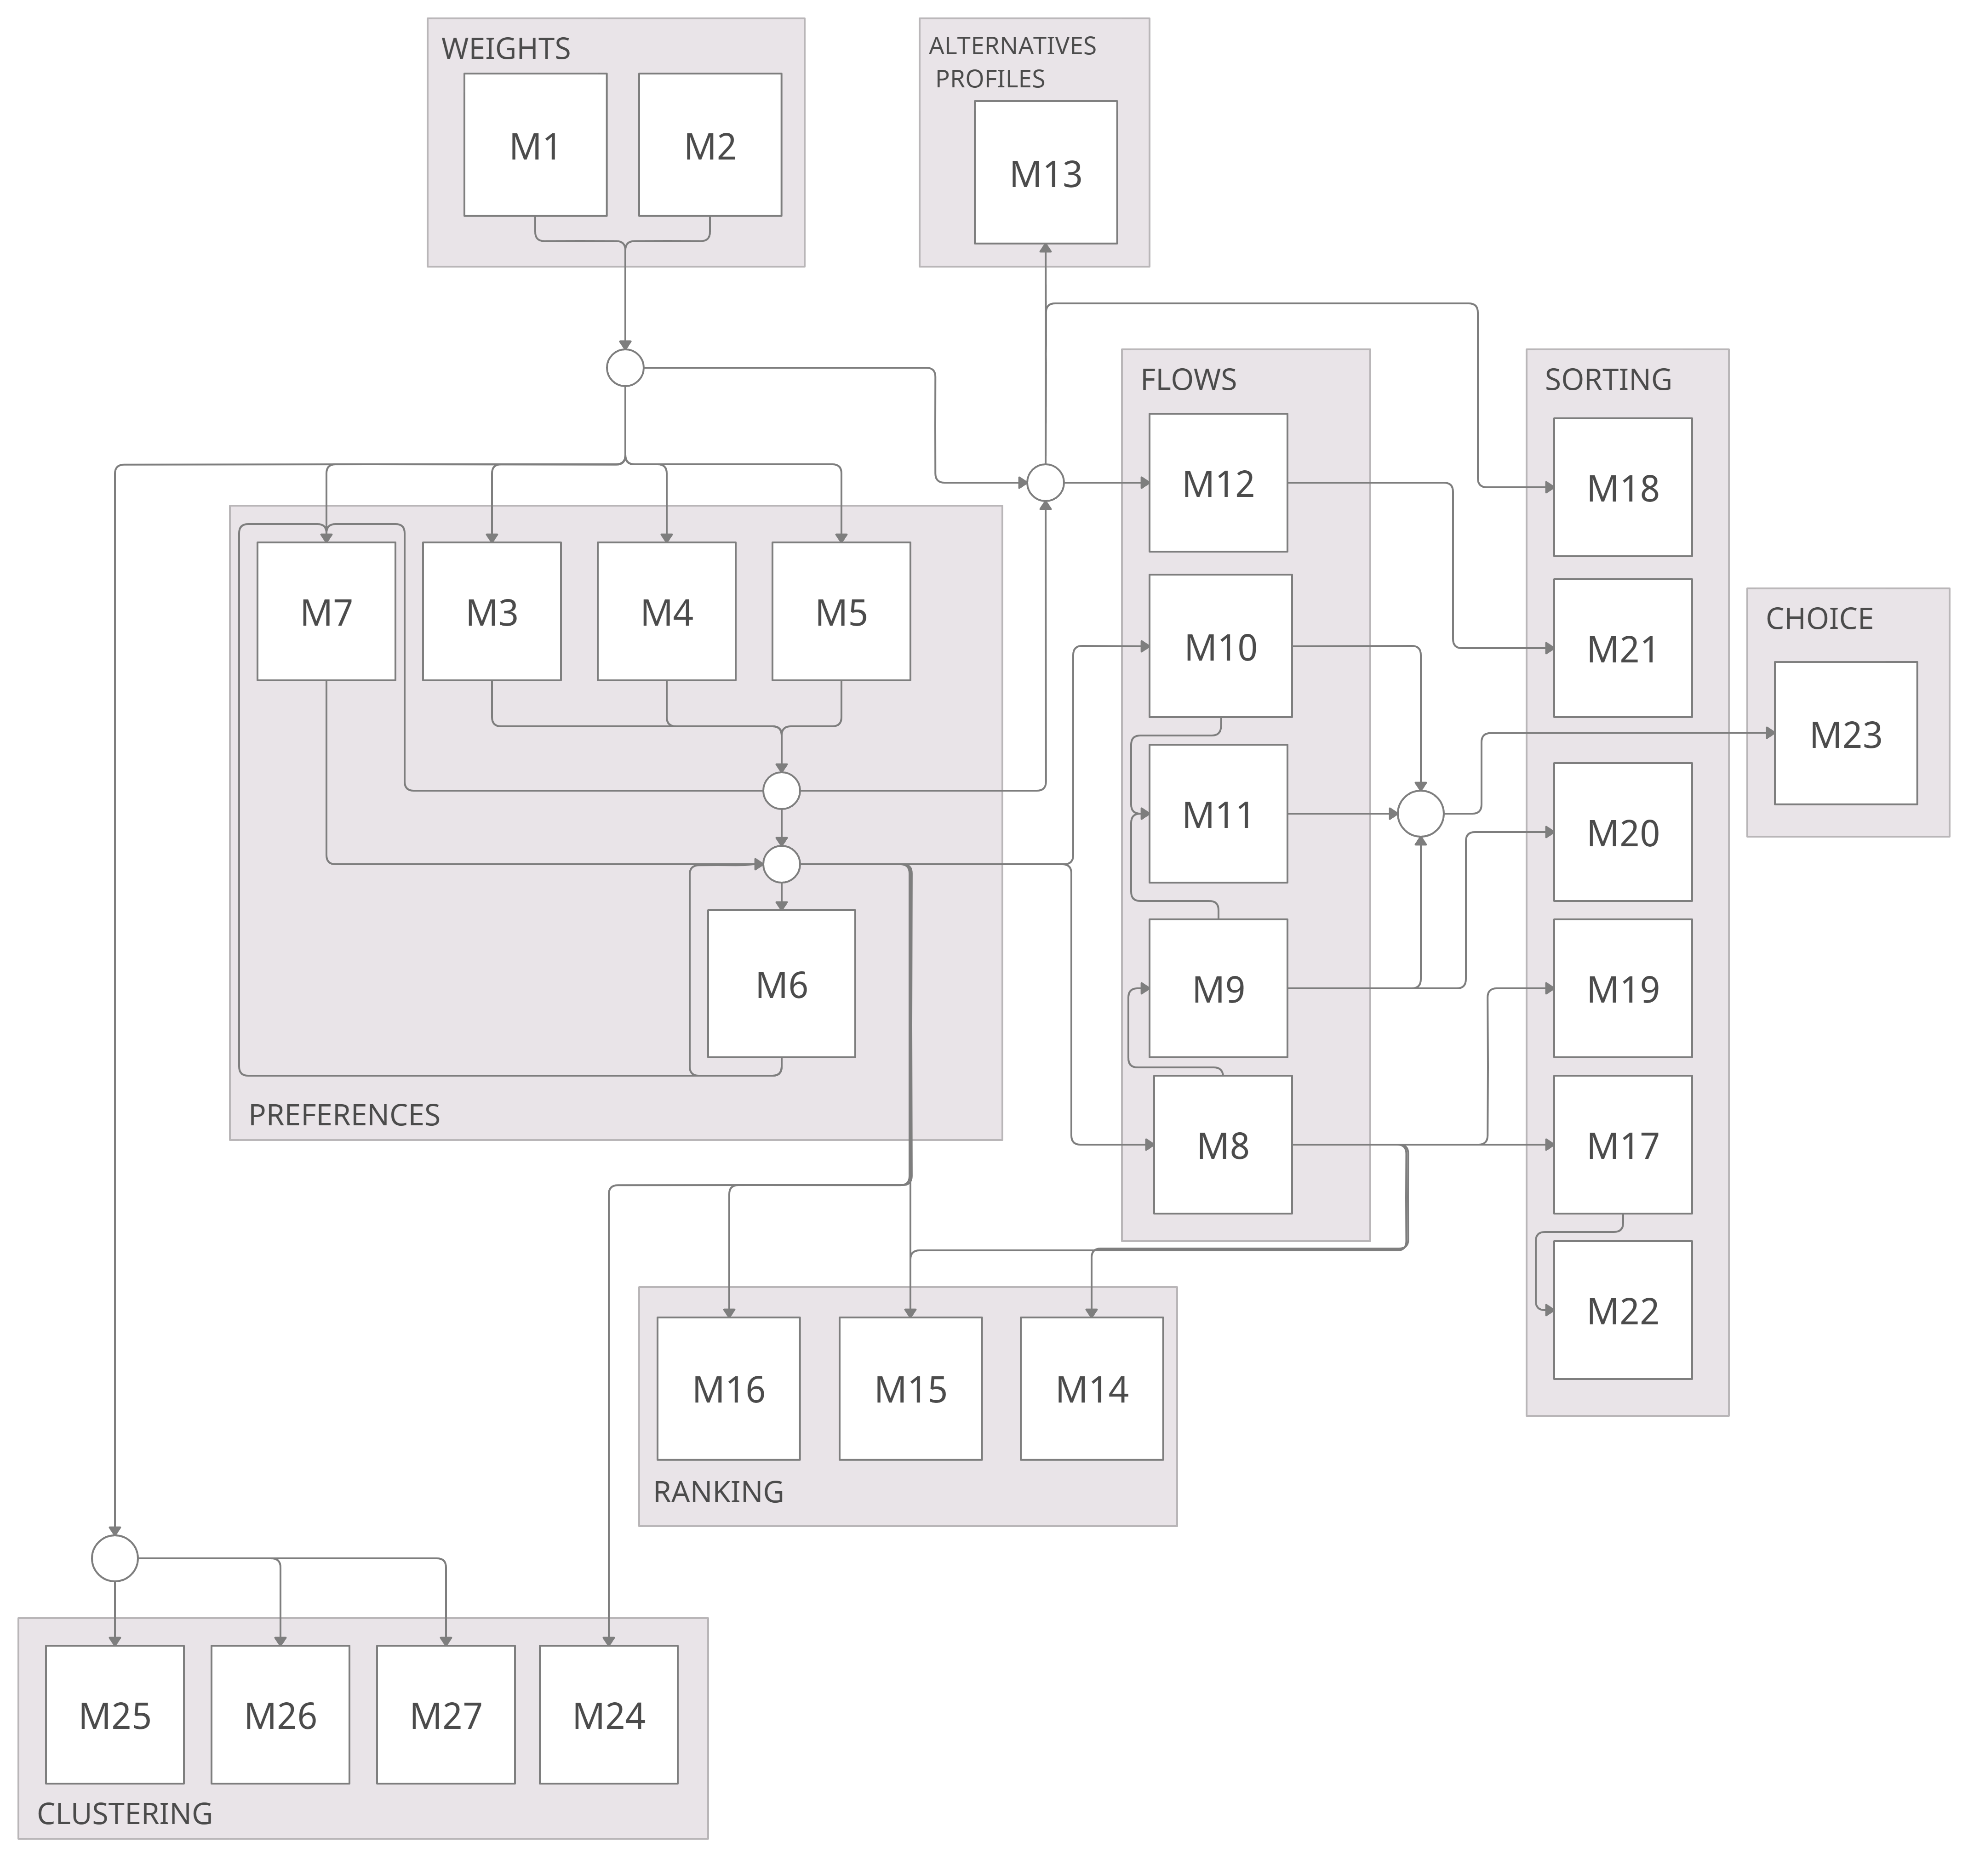 WEIGHTS
M1
M2
ALTERNATIVES
PROFILES
M13
FLOWS
M12
M10
M11
M9
M8
SORTING
M18
M21
M20
M19
M17
M22
CHOICE
M23
M7
M3
M4
M5
M6
PREFERENCES
M16
M15
M14
RANKING
M25
M26
M27
M24
CLUSTERING